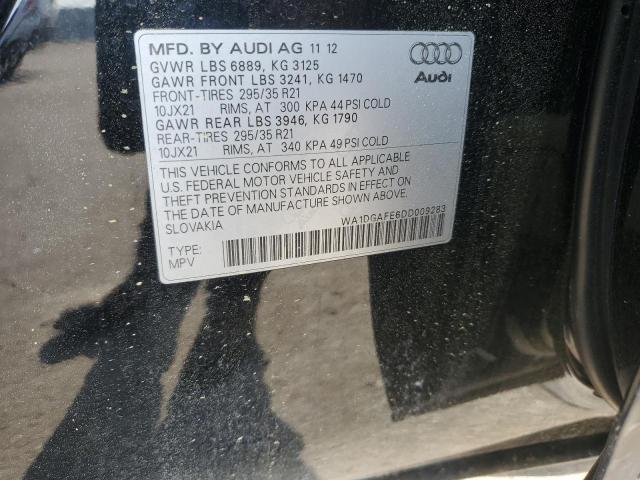 MFD. BY AUDI AG 11 12
GVWR LBS 6889, KG 3125
GAWR FRONT LBS 3241, KG 1470
FRONT-TIRES 295/35 R21
10JX21 RIMS, AT 300 KPA 44 PSI COLD
GAWR REAR LBS 3946, KG 1790
REAR-TIRES 295/35 R21
10JX21 RIMS, AT 340 KPA 49 PSI COLD
THIS VEHICLE CONFORMS TO ALL APPLICABLE
U.S. FEDERAL MOTOR VEHICLE SAFETY AND
THEFT PREVENTION STANDARDS IN EFFECT ON
THE DATE OF MANUFACTURE SHOWN ABOVE.
SLOVAKIA
WA1DGAFE6DD009283
TYPE:
MPV
Audi